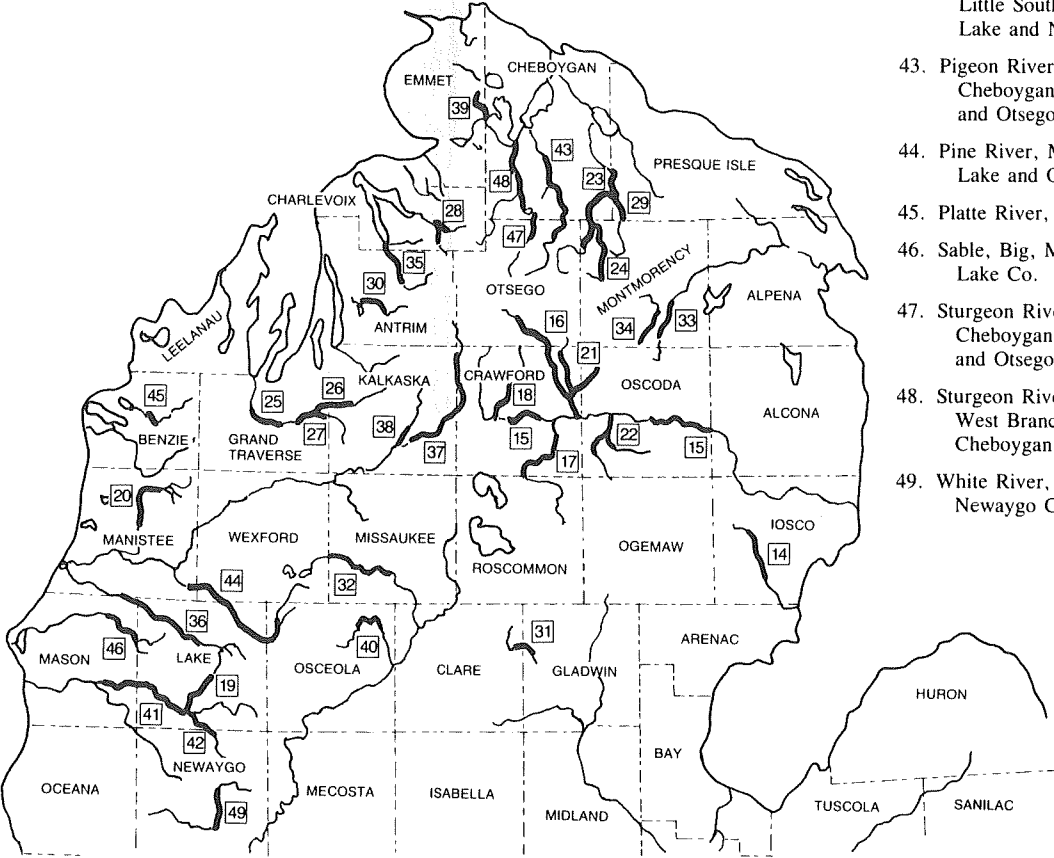 Little South
Lake and N
43. Pigeon River
Cheboygan
and Otsego
44. Pine River, M
Lake and O
45. Platte River,
46. Sable, Big, M
Lake Co.
47. Sturgeon Rive
Cheboygan
and Otsego
48. Sturgeon Rive
West Branc
Cheboygan
49. White River,
Newaygo C
EMMET
CHEBOYGAN
39
43
48
23
PRESQUE ISLE
CHARLEVOIX
28
29
47
35
24
30
OTSEGO
MONTMORENCY
ALPENA
LEELANAU
ANTRIM
16
34
33
21
KALKASKA
CRAWFORD
OSCODA
45
25
26
18
ALCONA
BENZIE
GRAND
TRAVERSE
27
38
37
15
17
22
15
20
MANISTEE
WEXFORD
MISSAUKEE
ROSCOMMON
OGEMAW
IOSCO
14
44
32
36
46
MASON
LAKE
19
OSCEOLA
40
CLARE
31
GLADWIN
ARENAC
HURON
41
42
NEWAYGO
BAY
OCEANA
49
MECOSTA
ISABELLA
MIDLAND
TUSCOLA
SANILAC